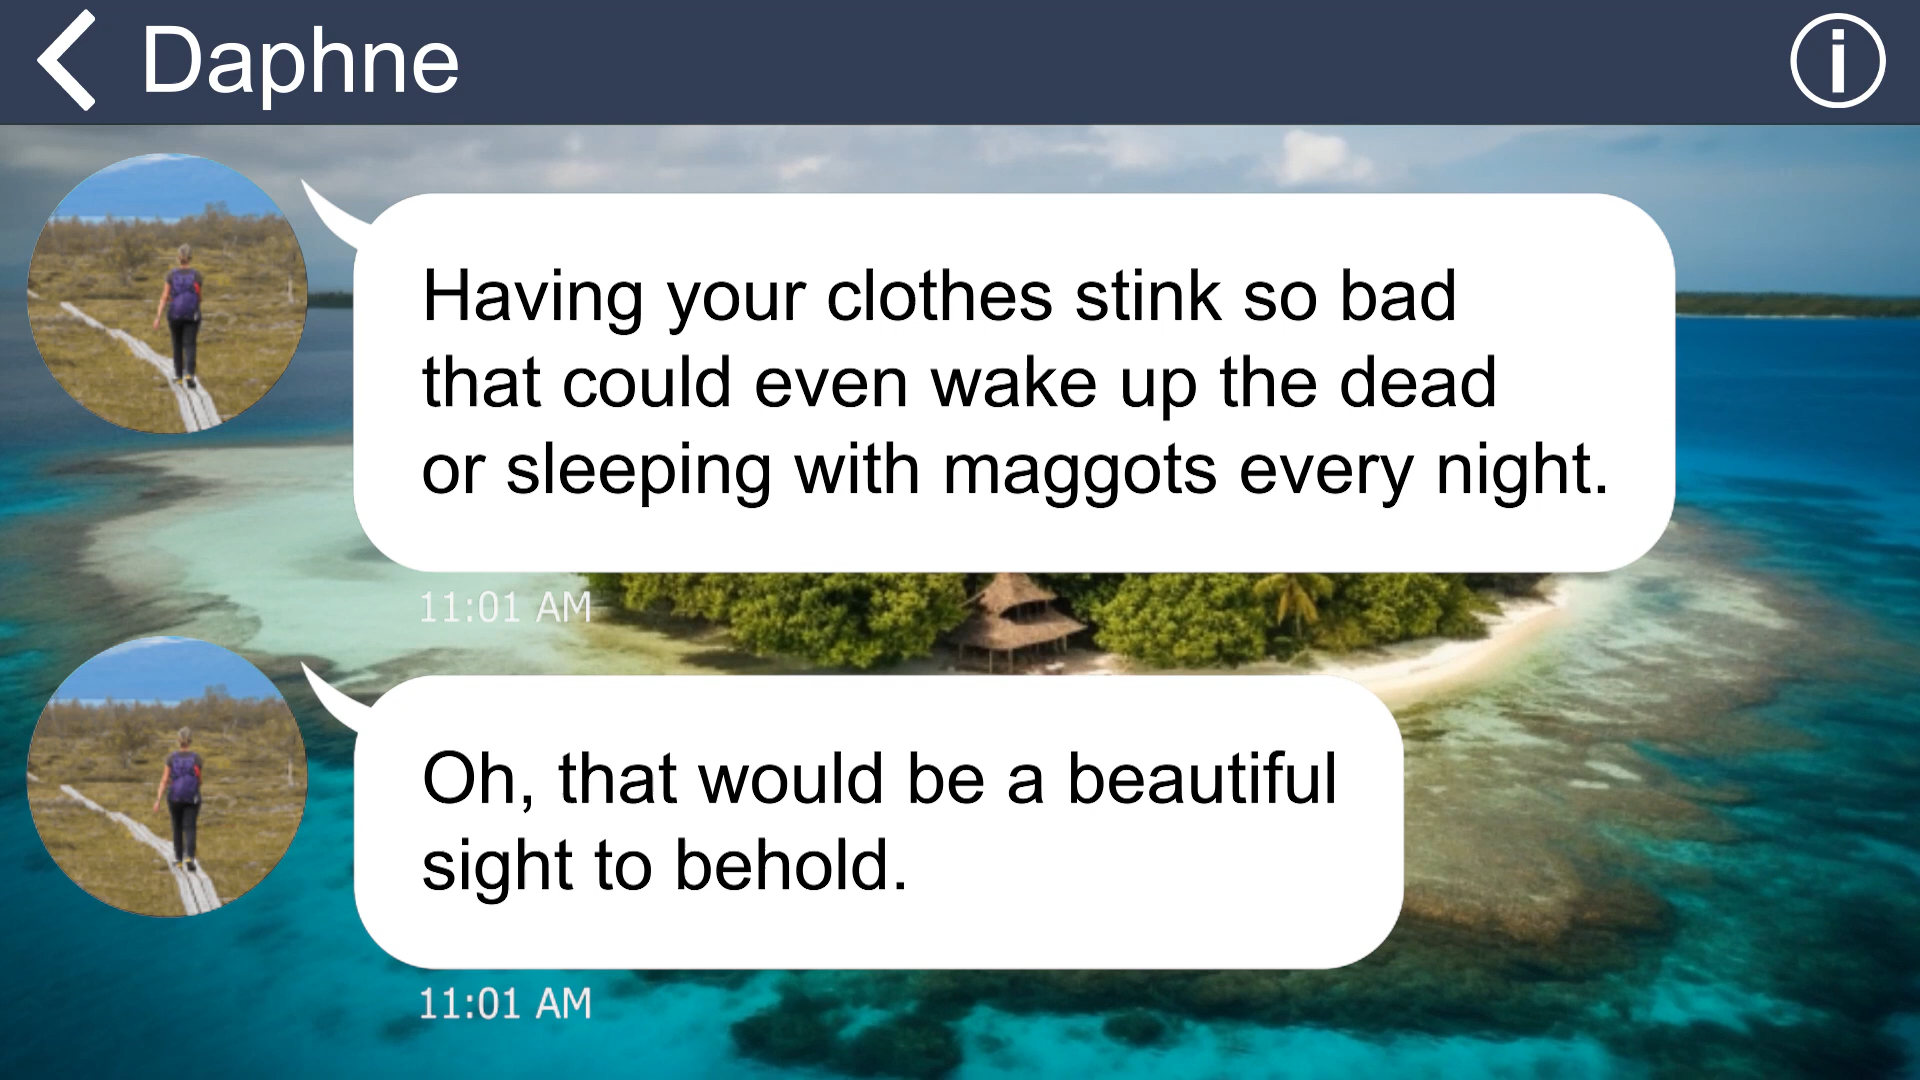 Daphne
Having your clothes stink so bad
that could even wake up the dead
or sleeping with maggots every night.
11:01 AM
Oh, that would be a beautiful
sight to behold.
11:01 AM